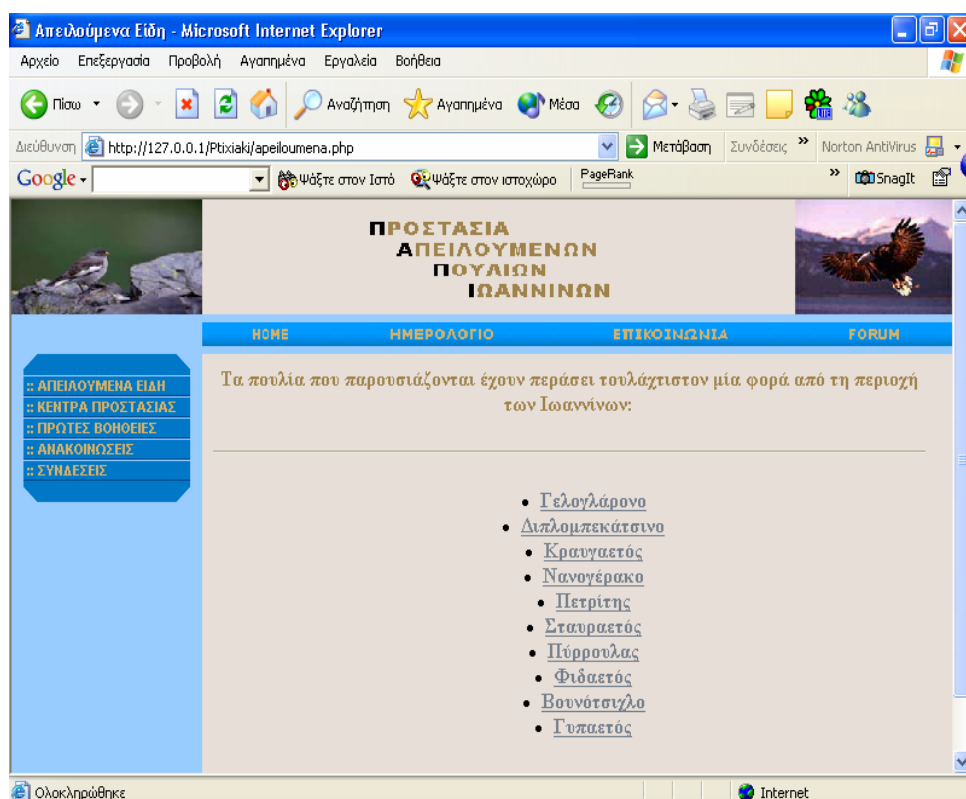 Απειλούμενα Είδη - Microsoft Internet Explorer
Αρχείο Επεξεργασία Προβολή Αγαπημένα Εργαλεία Βοήθεια
Πίσω Αναζήτηση Αγαπημένα Μέσα
Διεύθυνση http://127.0.0.1/Ptixiaki/apeiloumena.php Μετάβαση Συνδέσεις » Norton AntiVirus
Google Ψάξτε στον Ιστό Ψάξτε στον ιστοχώρο PageRank » SnagIt
ΠΡΟΣΤΑΣΙΑ
ΑΠΕΙΛΟΥΜΕΝΩΝ
ΠΟΥΛΙΩΝ
ΙΩΑΝΝΙΝΩΝ
HOME ΗΜΕΡΟΛΟΓΙΟ ΕΠΙΚΟΙΝΩΝΙΑ FORUM
:: ΑΠΕΙΛΟΥΜΕΝΑ ΕΙΔΗ
:: ΚΕΝΤΡΑ ΠΡΟΣΤΑΣΙΑΣ
:: ΠΡΩΤΕΣ ΒΟΗΘΕΙΕΣ
:: ΑΝΑΚΟΙΝΩΣΕΙΣ
:: ΣΥΝΔΕΣΕΙΣ
Τα πουλία που παρουσιάζονται έχουν περάσει τουλάχτιστον μία φορά από τη περιοχή
των Ιωαννίνων:
• Γελογλάρονο
• Διπλομπεκάτσινο
• Κραυγαετός
• Νανογέρακο
• Πετρίτης
• Σταυραετός
• Πύρρουλας
• Φιδαετός
• Βουνότσιχλο
• Γυπαετός
Ολοκληρώθηκε Internet